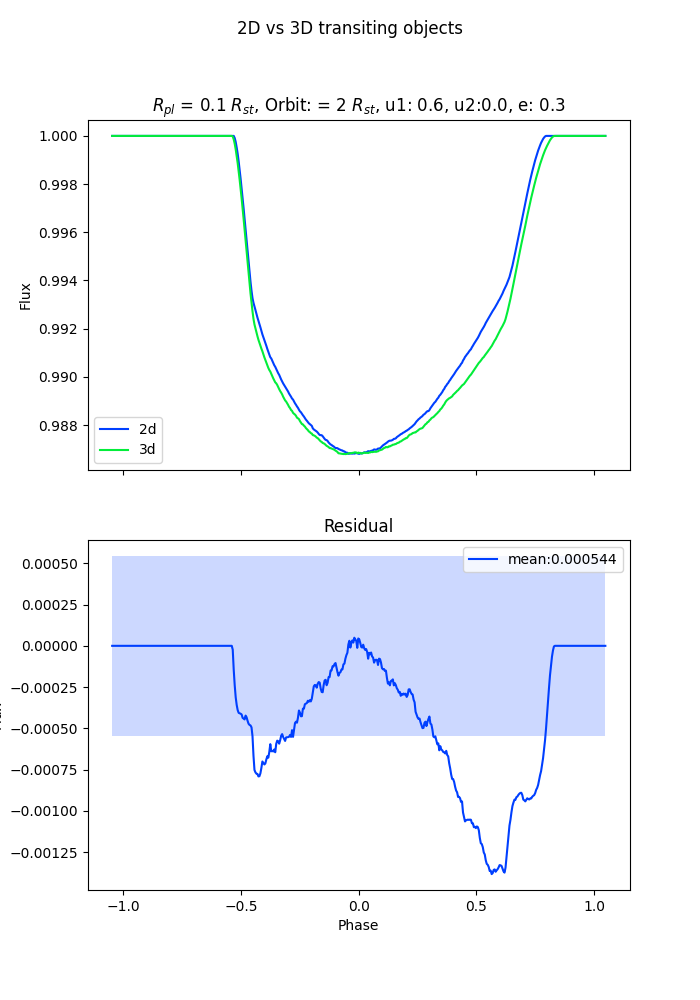 2D vs 3D transiting objects
R_pl = 0.1 R_st, Orbit: = 2 R_st, u1: 0.6, u2:0.0, e: 0.3
1.000
0.998
0.996
0.994
0.992
0.990
0.988
Flux
2d
3d
Residual
mean:0.000544
0.00050
0.00025
0.00000
−0.00025
−0.00050
−0.00075
−0.00100
−0.00125
−1.0 −0.5 0.0 0.5 1.0
Phase